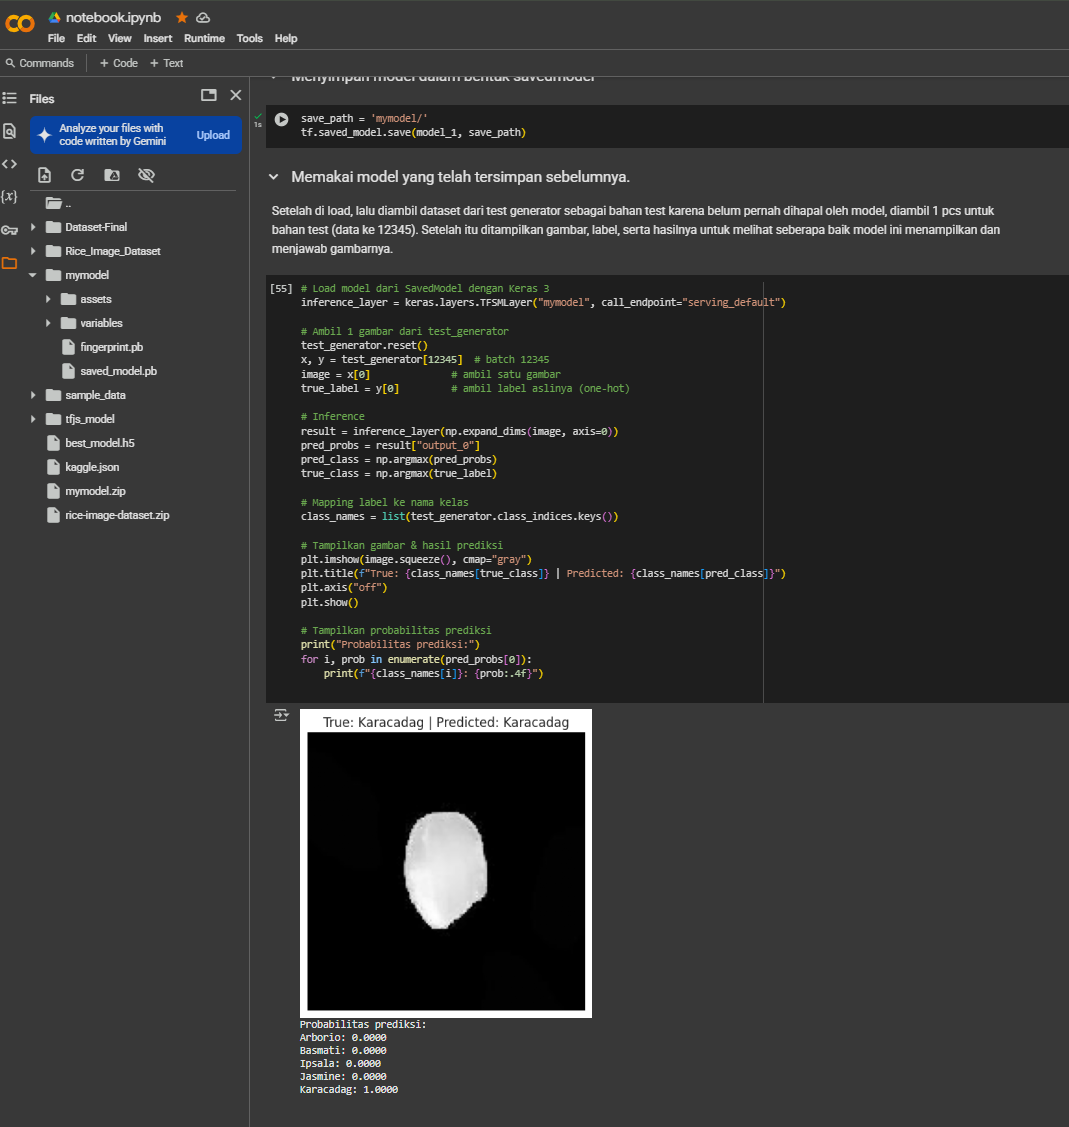 notebook.ipynb
File Edit View Insert Runtime Tools Help
Commands + Code + Text
Files
Analyze your files with
code written by Gemini
Upload
..
Dataset-Final
Rice_Image_Dataset
mymodel
assets
variables
fingerprint.pb
saved_model.pb
sample_data
tfjs_model
best_model.h5
kaggle.json
mymodel.zip
rice-image-dataset.zip
{x}
Menyimpan model dalam bentuk savedmodel
1s
save_path = 'mymodel/'
tf.saved_model.save(model_1, save_path)
Memakai model yang telah tersimpan sebelumnya.
Setelah di load, lalu diambil dataset dari test generator sebagai bahan test karena belum pernah dihapal oleh model, diambil 1 pcs untuk
bahan test (data ke 12345). Setelah itu ditampilkan gambar, label, serta hasilnya untuk melihat seberapa baik model ini menampilkan dan
menjawab gambarnya.
[55] # Load model dari SavedModel dengan Keras 3
inference_layer = keras.layers.TFSMLayer("mymodel", call_endpoint="serving_default")
# Ambil 1 gambar dari test_generator
test_generator.reset()
x, y = test_generator[12345]  # batch 12345
image = x[0]              # ambil satu gambar
true_label = y[0]         # ambil label aslinya (one-hot)
# Inference
result = inference_layer(np.expand_dims(image, axis=0))
pred_probs = result["output_0"]
pred_class = np.argmax(pred_probs)
true_class = np.argmax(true_label)
# Mapping label ke nama kelas
class_names = list(test_generator.class_indices.keys())
# Tampilkan gambar & hasil prediksi
plt.imshow(image.squeeze(), cmap="gray")
plt.title(f"True: {class_names[true_class]} | Predicted: {class_names[pred_class]}")
plt.axis("off")
plt.show()
# Tampilkan probabilitas prediksi
print("Probabilitas prediksi:")
for i, prob in enumerate(pred_probs[0]):
    print(f"{class_names[i]}: {prob:.4f}")
True: Karacadag | Predicted: Karacadag
Probabilitas prediksi:
Arborio: 0.0000
Basmati: 0.0000
Ipsala: 0.0000
Jasmine: 0.0000
Karacadag: 1.0000